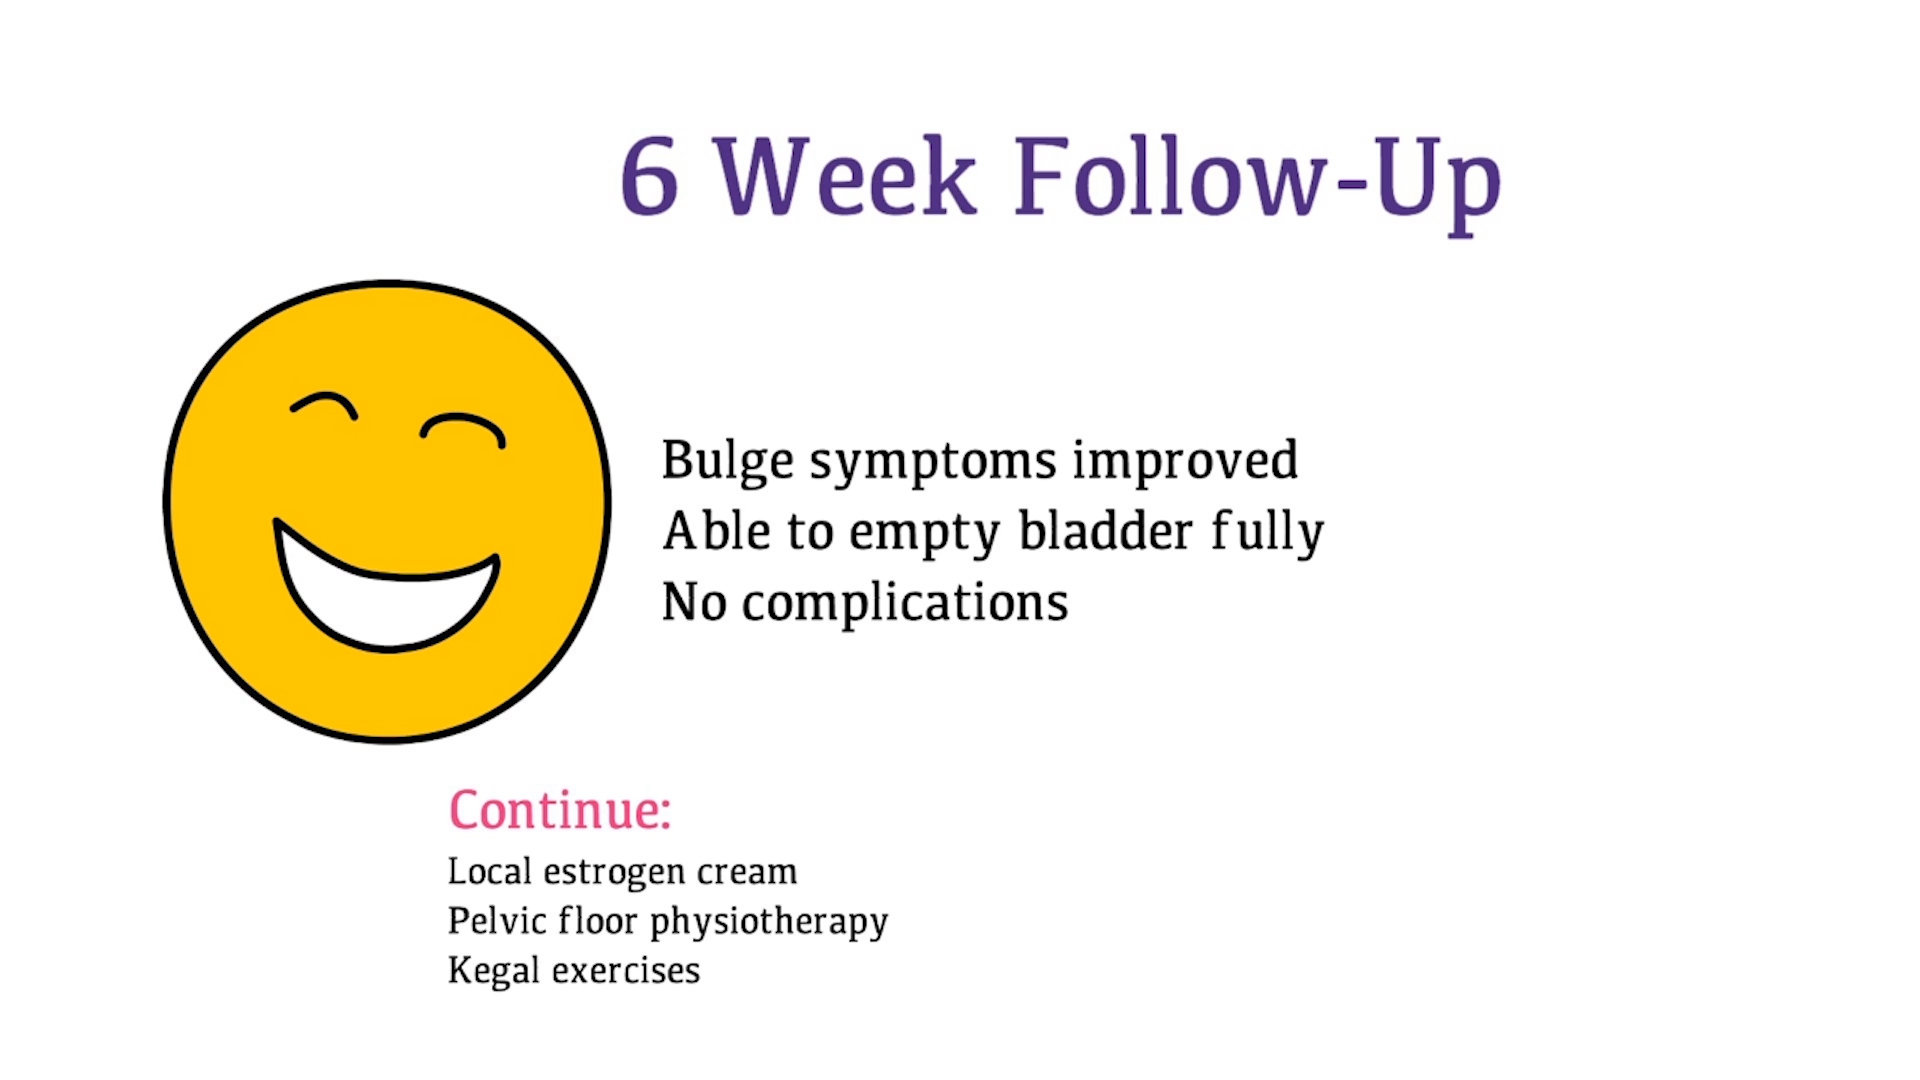 6 Week Follow-Up
Bulge symptoms improved
Able to empty bladder fully
No complications
Continue:
Local estrogen cream
Pelvic floor physiotherapy
Kegal exercises